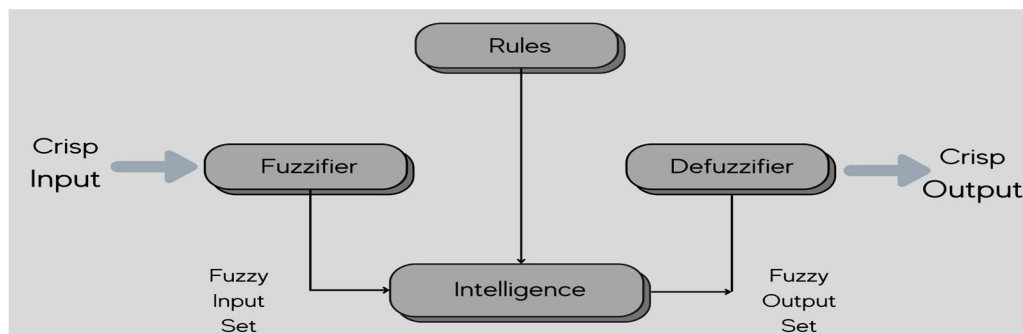 Rules
Crisp
Input
Fuzzifier
Defuzzifier
Crisp
Output
Fuzzy
Input
Set
Intelligence
Fuzzy
Output
Set